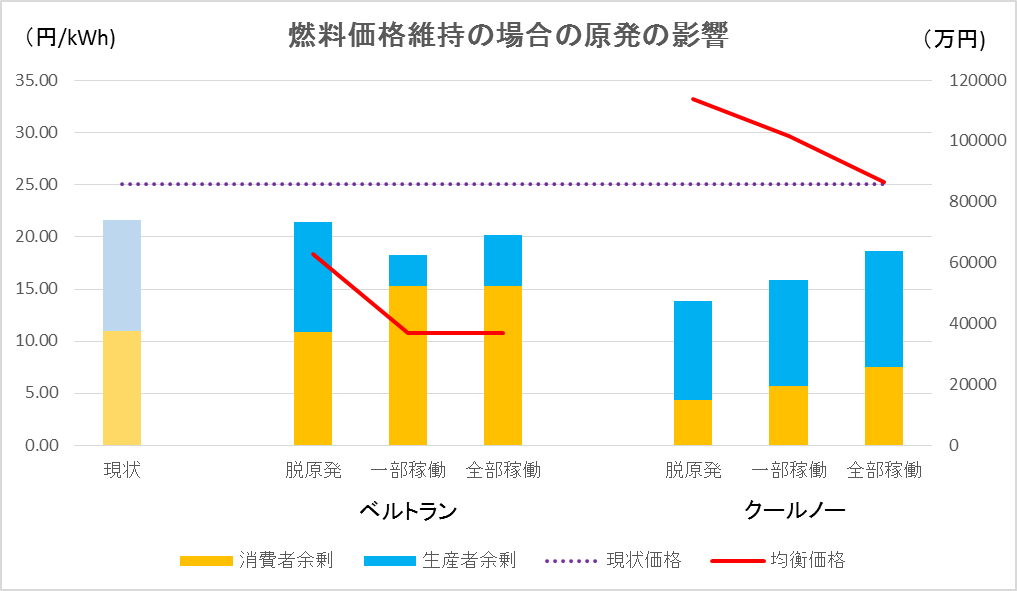 燃料価格維持の場合の原発の影響
（円/kWh)
（万円)
35.00
30.00
25.00
20.00
15.00
10.00
5.00
0.00
120000
100000
80000
60000
40000
20000
0
現状 脱原発 一部稼働 全部稼働 脱原発 一部稼働 全部稼働
ベルトラン クールノー
消費者余剰 生産者余剰 現状価格 均衡価格